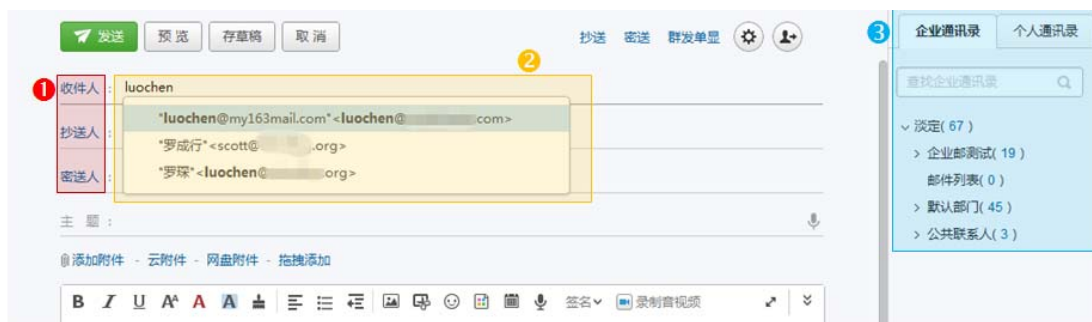 发送 预览 存草稿 取消 抄送 密送 群发单显
3 企业通讯录 个人通讯录
2
1 收件人: luochen
查找企业通讯录
"luochen@my163mail.com"<luochen@ com>
抄送人:
"罗成行"<scott@ .org>
密送人:
"罗琛"<luochen@ org>
淡定( 67 )
企业邮测试( 19 )
邮件列表( 0 )
默认部门( 45 )
公共联系人( 3 )
主 题:
添加附件 - 云附件 - 网盘附件 - 拖拽添加
B I U AA A A 签名 录制音视频